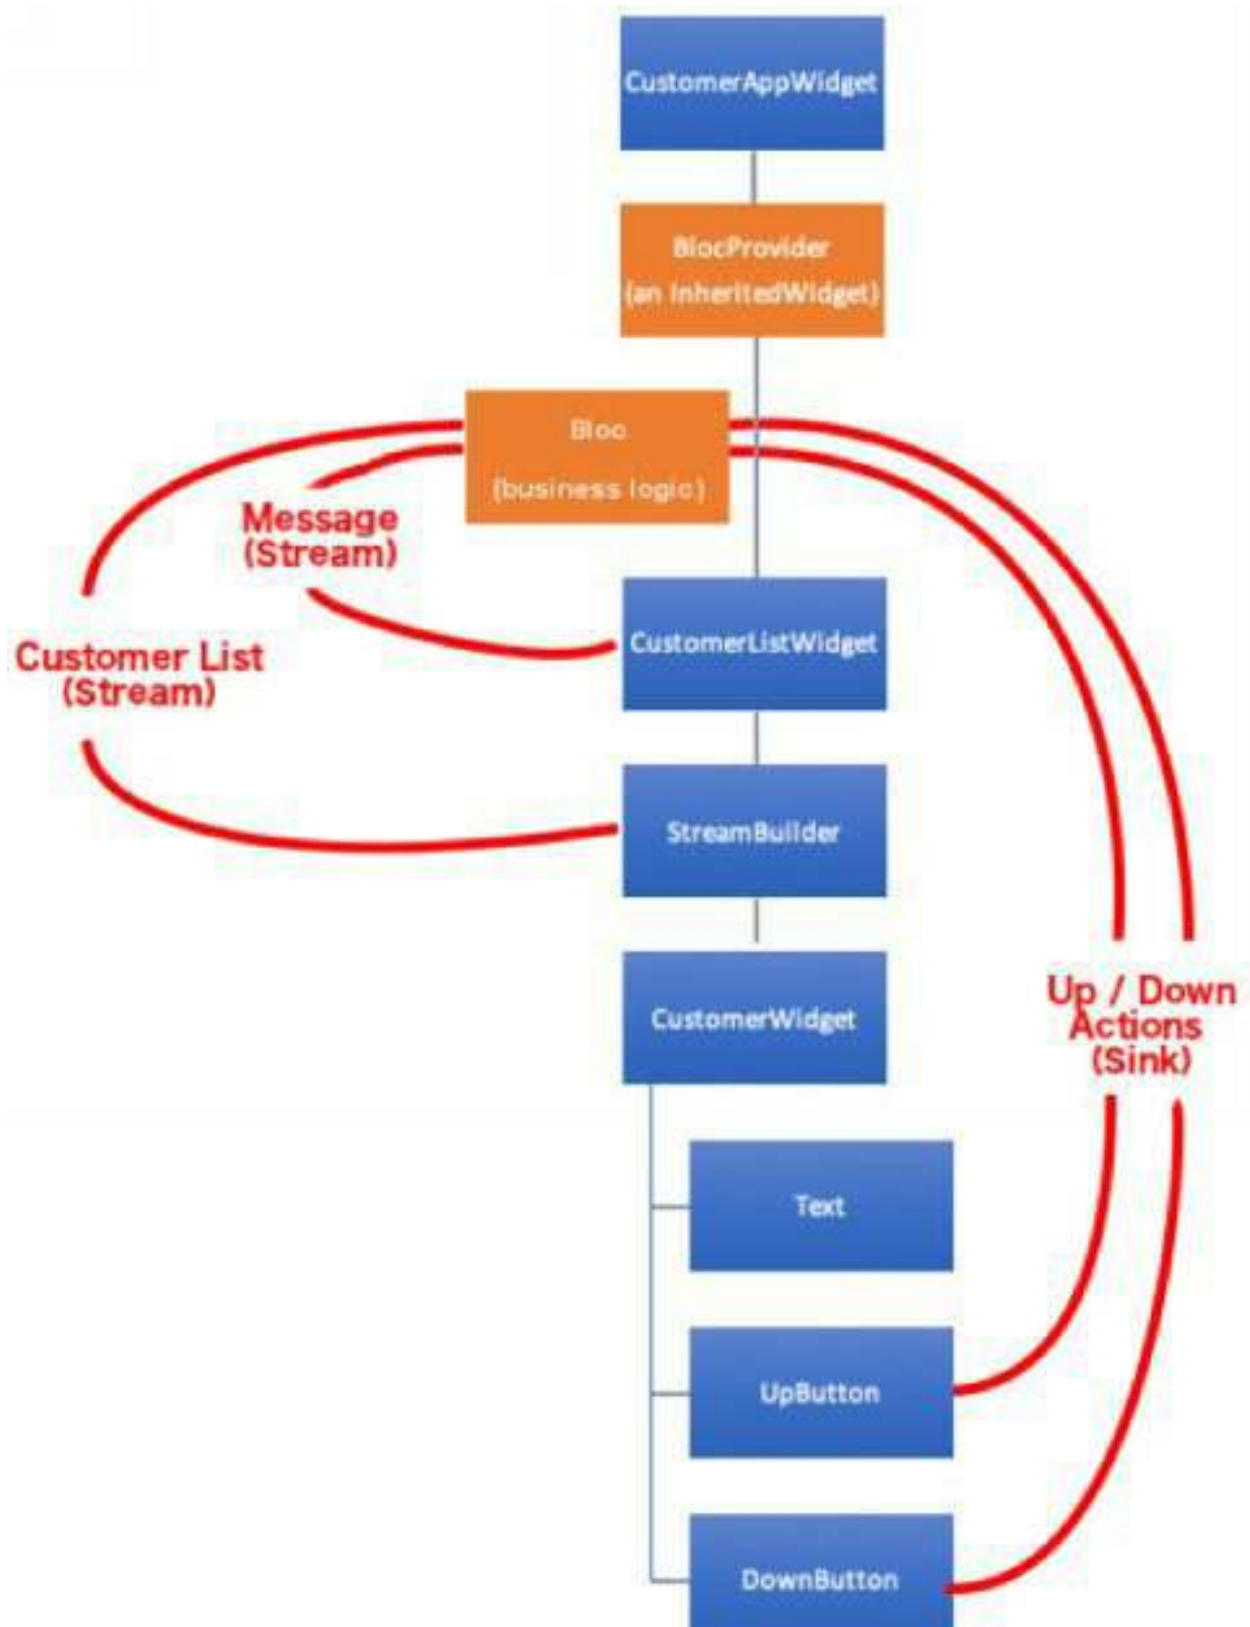 CustomerAppWidget
BlocProvider
(an InheritedWidget)
Bloc
(business logic)
Message
(Stream)
CustomerListWidget
Customer List
(Stream)
StreamBuilder
CustomerWidget
Up / Down
Actions
(Sink)
Text
UpButton
DownButton